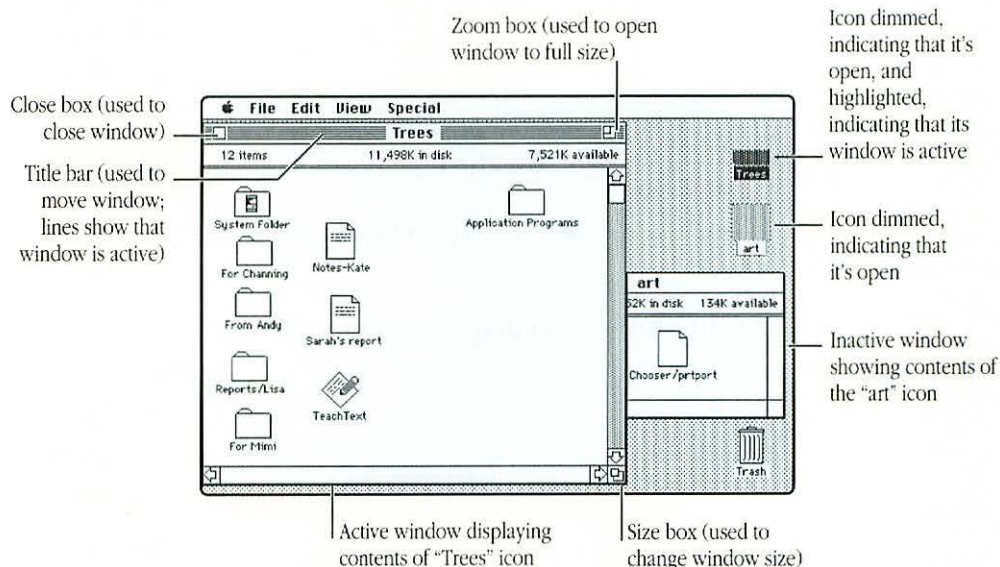 Zoom box (used to open
window to full size)
Icon dimmed,
indicating that it's
open, and
highlighted,
indicating that its
window is active
Close box (used to
close window)
Title bar (used to
move window;
lines show that
window is active)
File Edit View Special
Trees
12 items 11,498K in disk 7,521K available
System Folder
Application Programs
For Channing
Notes-Kate
From Andy
Sarah's report
Reports/Lisa
TeachText
For Mimi
Trees
art
Icon dimmed,
indicating that
it's open
art
52K in disk 134K available
Chooser/prtport
Trash
Inactive window
showing contents of
the "art" icon
Active window displaying
contents of "Trees" icon
Size box (used to
change window size)